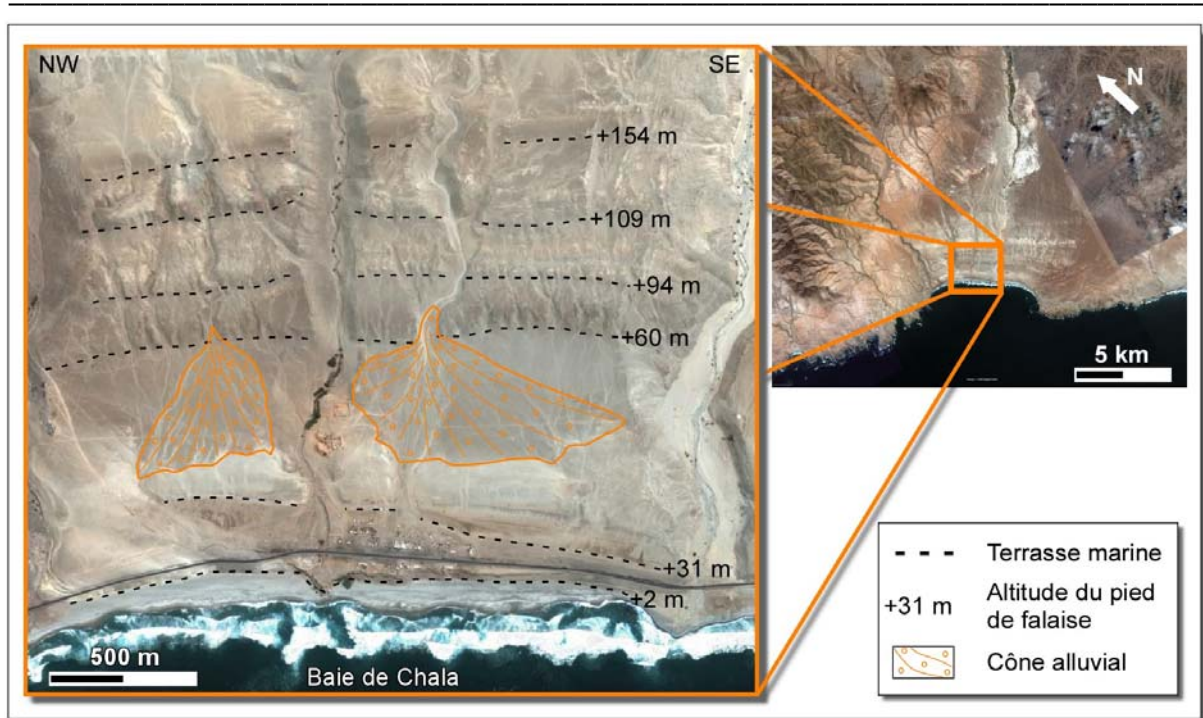 NW
SE
+154 m
+109 m
+94 m
+60 m
+31 m
+2 m
500 m
Baie de Chala
N
5 km
Terrasse marine
+31 m
Altitude du pied
de falaise
Cône alluvial